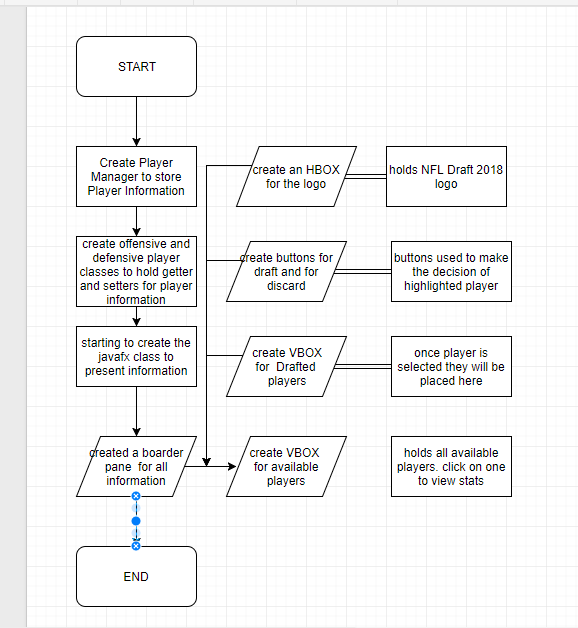 START
Create Player
Manager to store
Player Information
create an HBOX
for the logo
holds NFL Draft 2018
logo
create offensive and
defensive player
classes to hold getter
and setters for player
information
create buttons for
draft and for
discard
buttons used to make
the decision of
highlighted player
starting to create the
javafx class to
present information
create VBOX
for Drafted
players
once player is
selected they will be
placed here
created a boarder
pane for all
information
create VBOX
for available
players
holds all available
players. click on one
to view stats
END